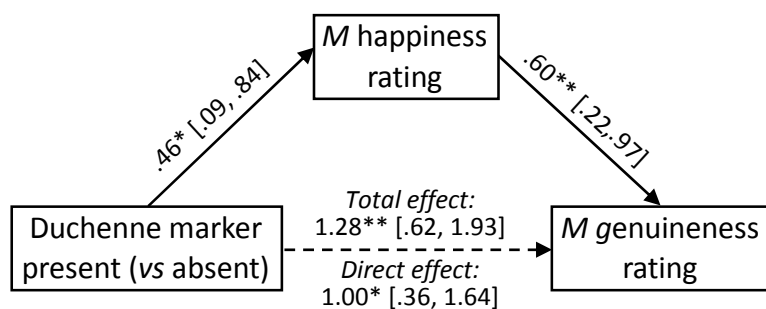 M happiness
rating
.46* [.09, .84]
.60** [.22,.97]
Duchenne marker
present (vs absent)
Total effect:
1.28** [.62, 1.93]
Direct effect:
1.00* [.36, 1.64]
M genuineness
rating